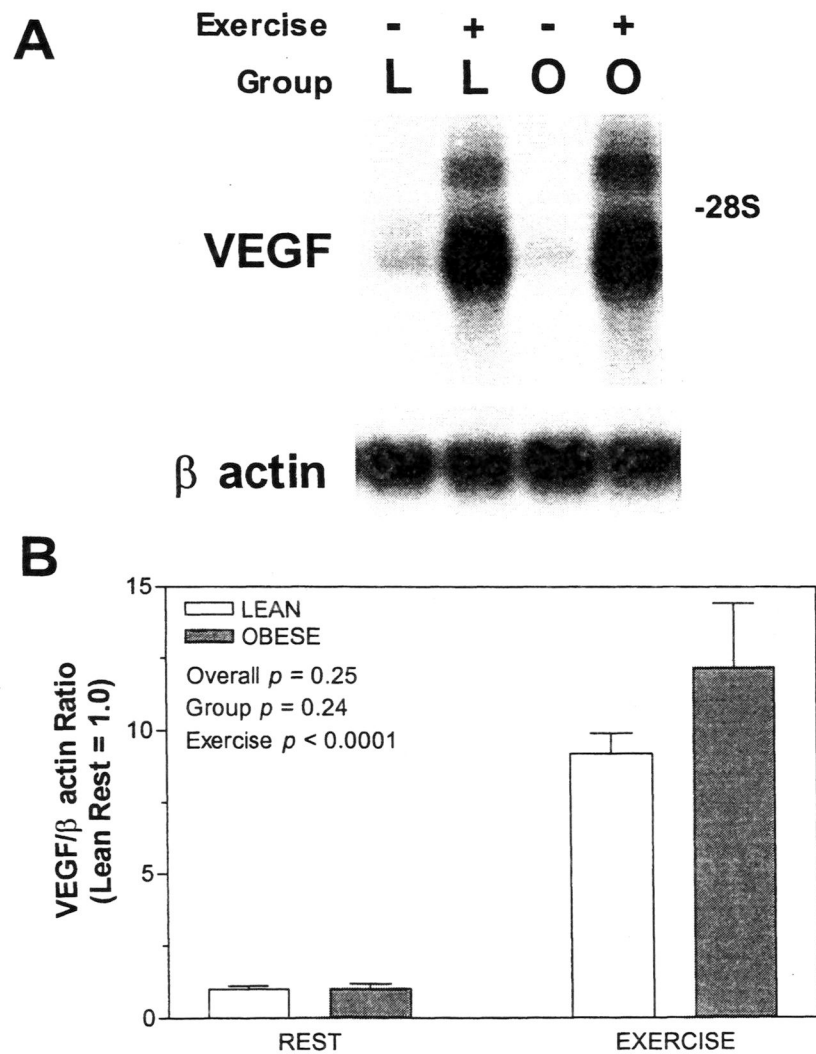 A
Exercise - + - +
Group L L O O
-28S
VEGF
β actin
B
15
LEAN
OBESE
Overall p = 0.25
Group p = 0.24
Exercise p < 0.0001
10
5
0
VEGF/β actin Ratio
(Lean Rest = 1.0)
REST EXERCISE